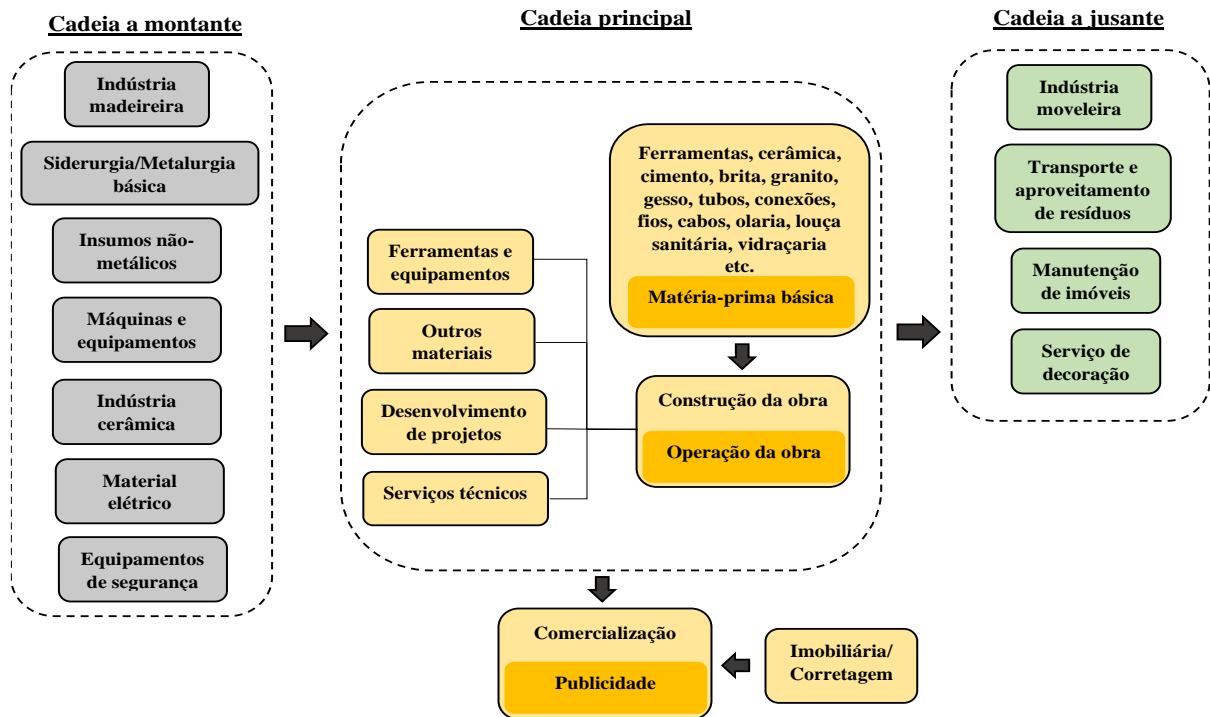 Cadeia a montante
Indústria
madeireira
Siderurgia/Metalurgia
básica
Insumos não-
metálicos
Máquinas e
equipamentos
Indústria
cerâmica
Material
elétrico
Equipamentos
de segurança
Cadeia principal
Ferramentas e
equipamentos
Outros
materiais
Desenvolvimento
de projetos
Serviços técnicos
Ferramentas, cerâmica,
cimento, brita, granito,
gesso, tubos, conexões,
fios, cabos, olaria, louça
sanitária, vidraçaria
etc.
Matéria-prima básica
Construção da obra
Operação da obra
Comercialização
Publicidade
Imobiliária/
Corretagem
Cadeia a jusante
Indústria
moveleira
Transporte e
aproveitamento
de resíduos
Manutenção
de imóveis
Serviço de
decoração